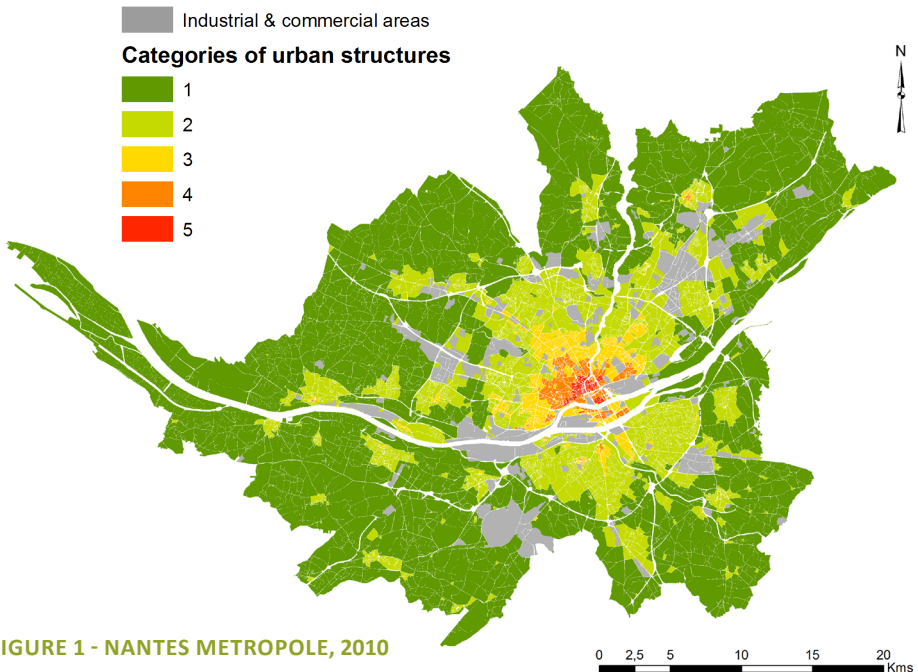 Industrial & commercial areas
Categories of urban structures
1
2
3
4
5
N
IGURE 1 - NANTES METROPOLE, 2010
0 2,5 5 10 15 20
Kms